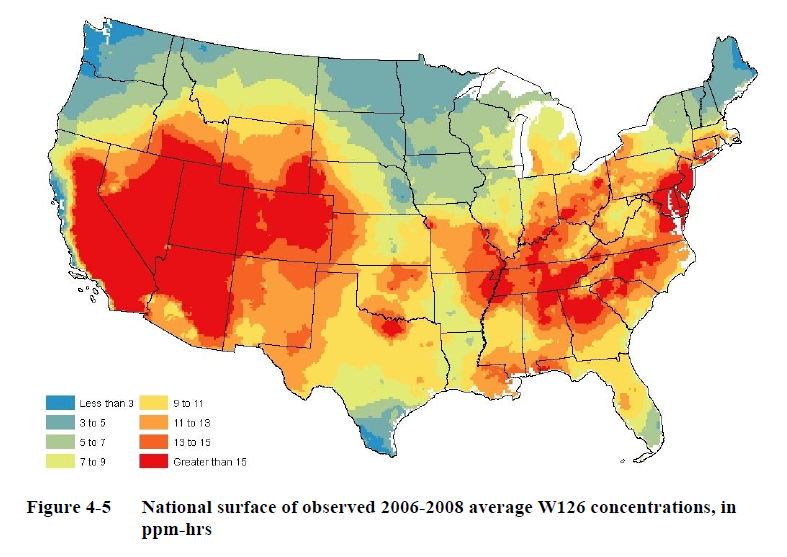 Less than 3
3 to 5
5 to 7
7 to 9
9 to 11
11 to 13
13 to 15
Greater than 15
Figure 4-5 National surface of observed 2006-2008 average W126 concentrations, in
ppm-hrs